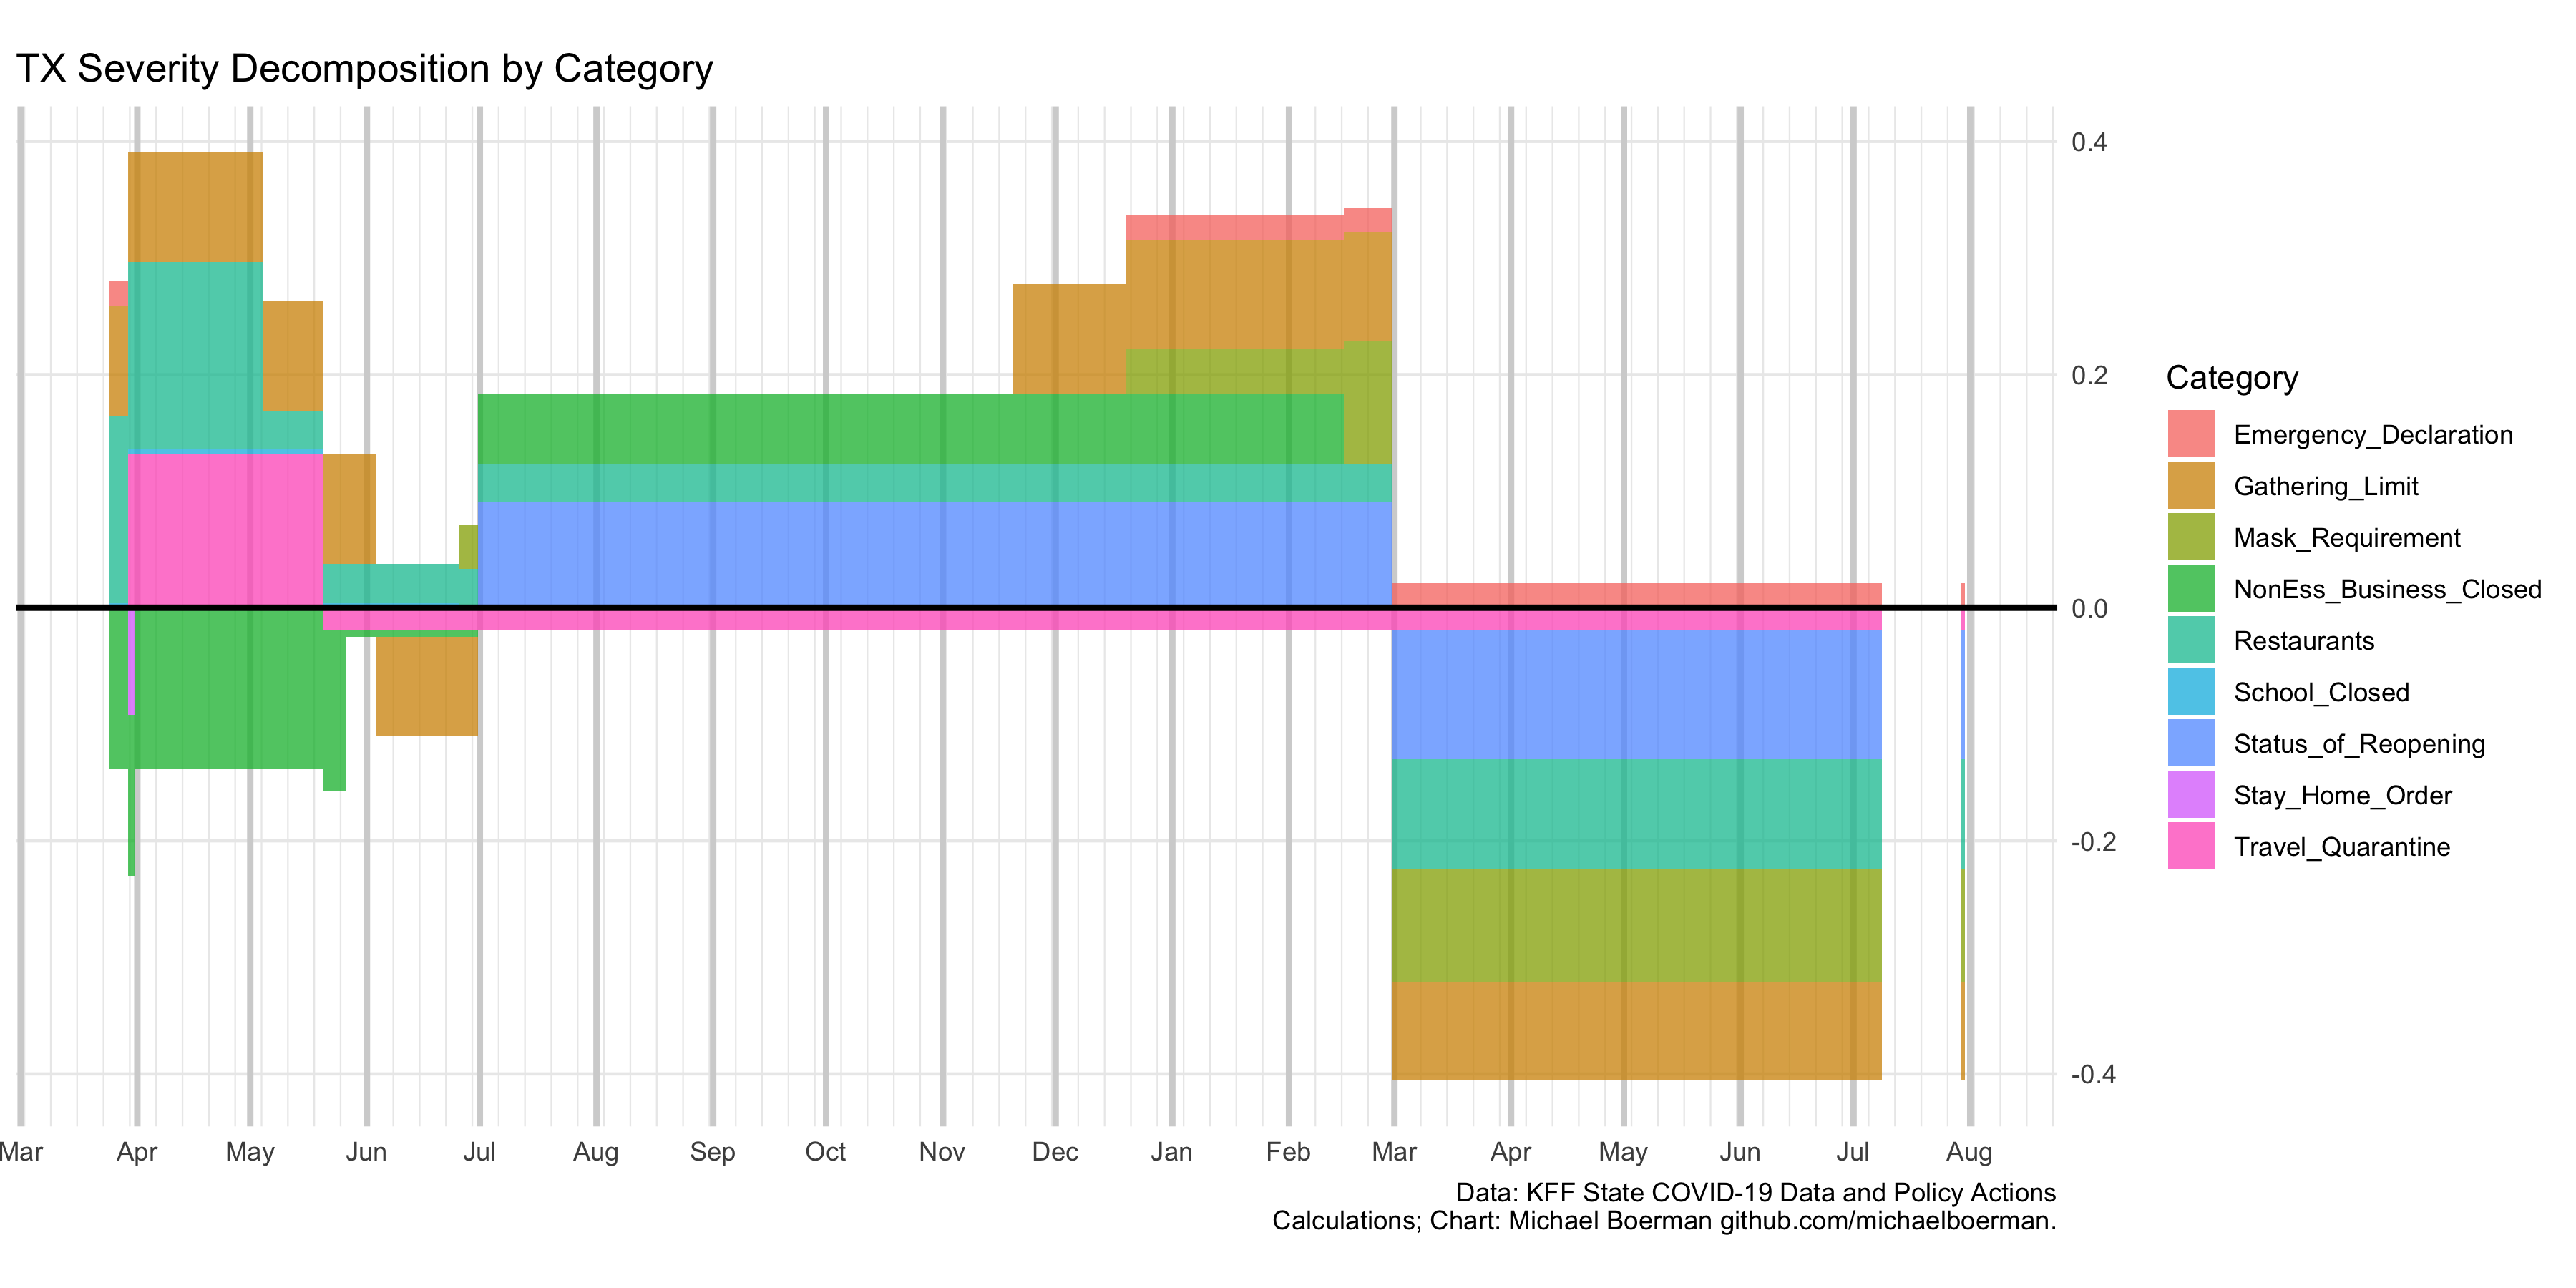 TX Severity Decomposition by Category
0.4
0.2
0.0
-0.2
-0.4
Mar Apr May Jun Jul Aug Sep Oct Nov Dec Jan Feb Mar Apr May Jun Jul Aug
Category
Emergency_Declaration
Gathering_Limit
Mask_Requirement
NonEss_Business_Closed
Restaurants
School_Closed
Status_of_Reopening
Stay_Home_Order
Travel_Quarantine
Data: KFF State COVID-19 Data and Policy Actions
Calculations; Chart: Michael Boerman github.com/michaelboerman.